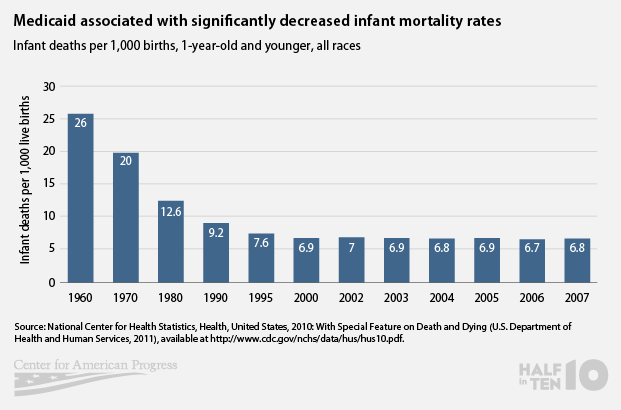 Medicaid associated with significantly decreased infant mortality rates
Infant deaths per 1,000 births, 1-year-old and younger, all races
Infant deaths per 1,000 live births
30
25
20
15
10
5
0
26
20
12.6
9.2
7.6
6.9
7
6.9
6.8
6.9
6.7
6.8
1960 1970 1980 1990 1995 2000 2002 2003 2004 2005 2006 2007
Source: National Center for Health Statistics, Health, United States, 2010: With Special Feature on Death and Dying (U.S. Department of
Health and Human Services, 2011), available at http://www.cdc.gov/nchs/data/hus/hus10.pdf.
Center for American Progress
HALF
in TEN
10